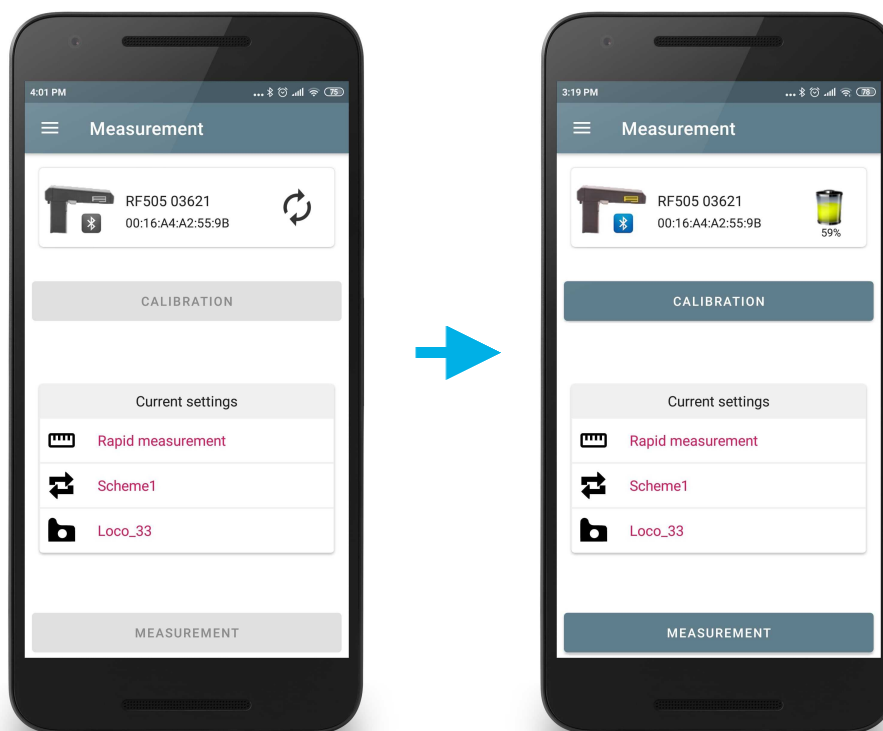 4:01 PM
75
Measurement
RF505 03621
00:16:A4:A2:55:9B
CALIBRATION
Current settings
Rapid measurement
Scheme1
Loco_33
MEASUREMENT
3:19 PM
78
Measurement
RF505 03621
00:16:A4:A2:55:9B
59%
CALIBRATION
Current settings
Rapid measurement
Scheme1
Loco_33
MEASUREMENT